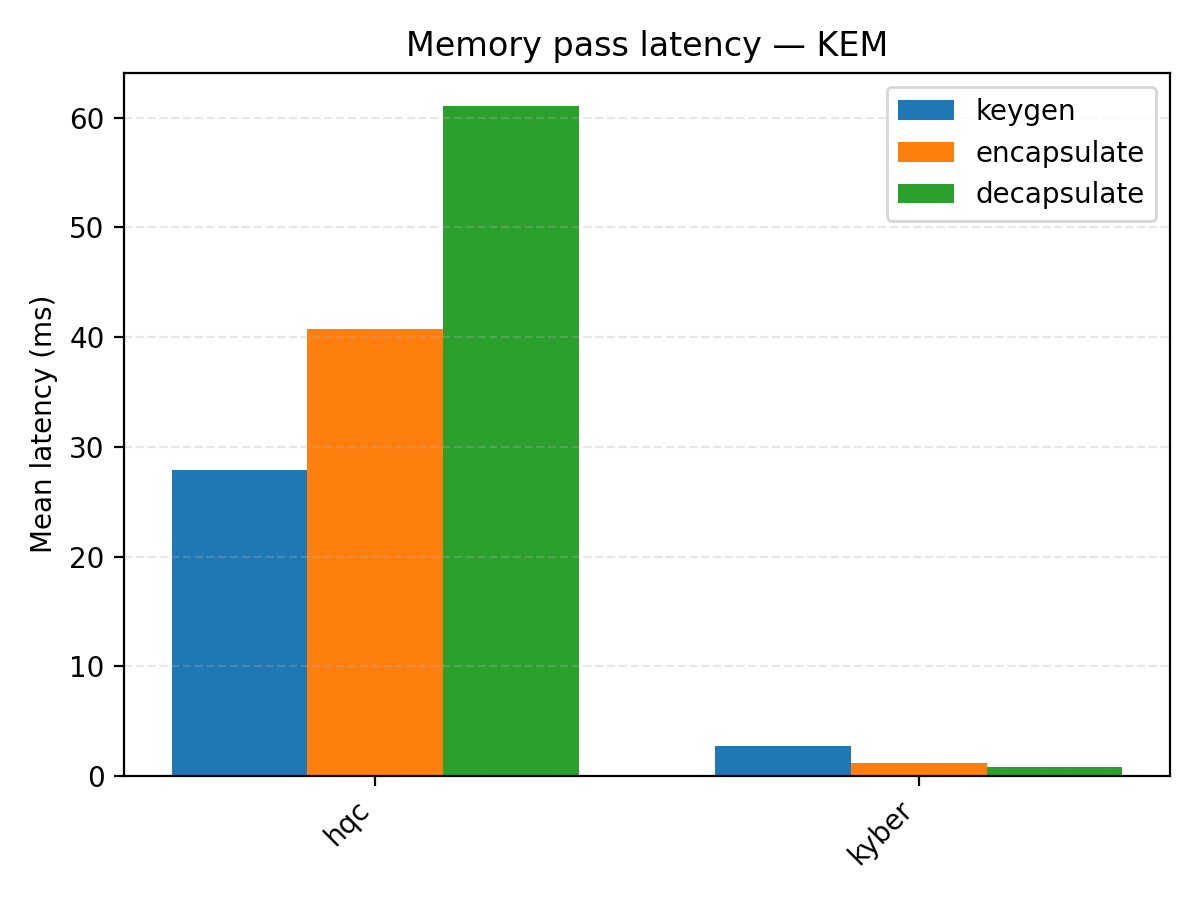 Memory pass latency — KEM
keygen
encapsulate
decapsulate
Mean latency (ms)
60
50
40
30
20
10
0
hqc
kyber